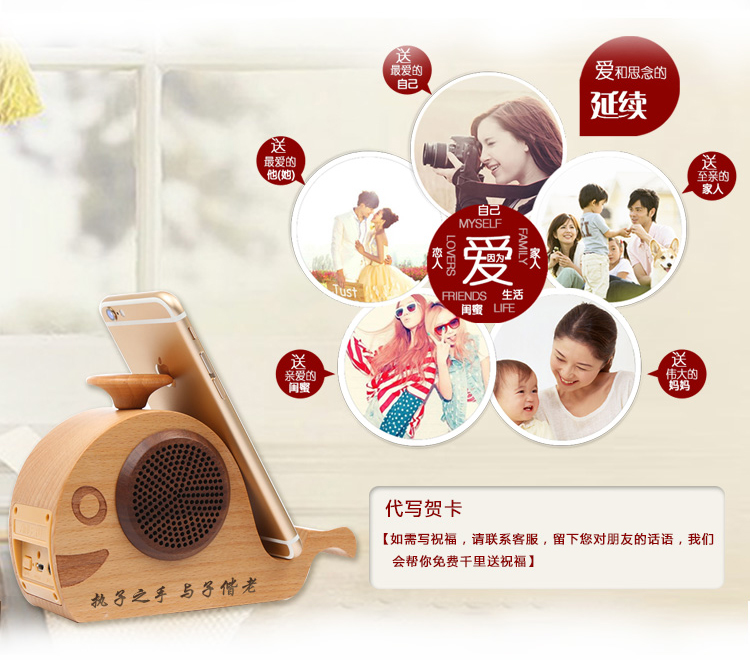 送
最爱的
自己
爱和思念的
延续
送
最爱的
他(她)
送
至亲的
家人
自己
MYSELF
恋人
LOVERS
爱
因为
FAMILY
家人
FRIENDS
生活
闺蜜
LIFE
Just
送
亲爱的
闺蜜
送
伟大的
妈妈
代写贺卡
【如需写祝福，请联系客服，留下您对朋友的话语，我们
会帮你免费千里送祝福】
执子之手 与子偕老